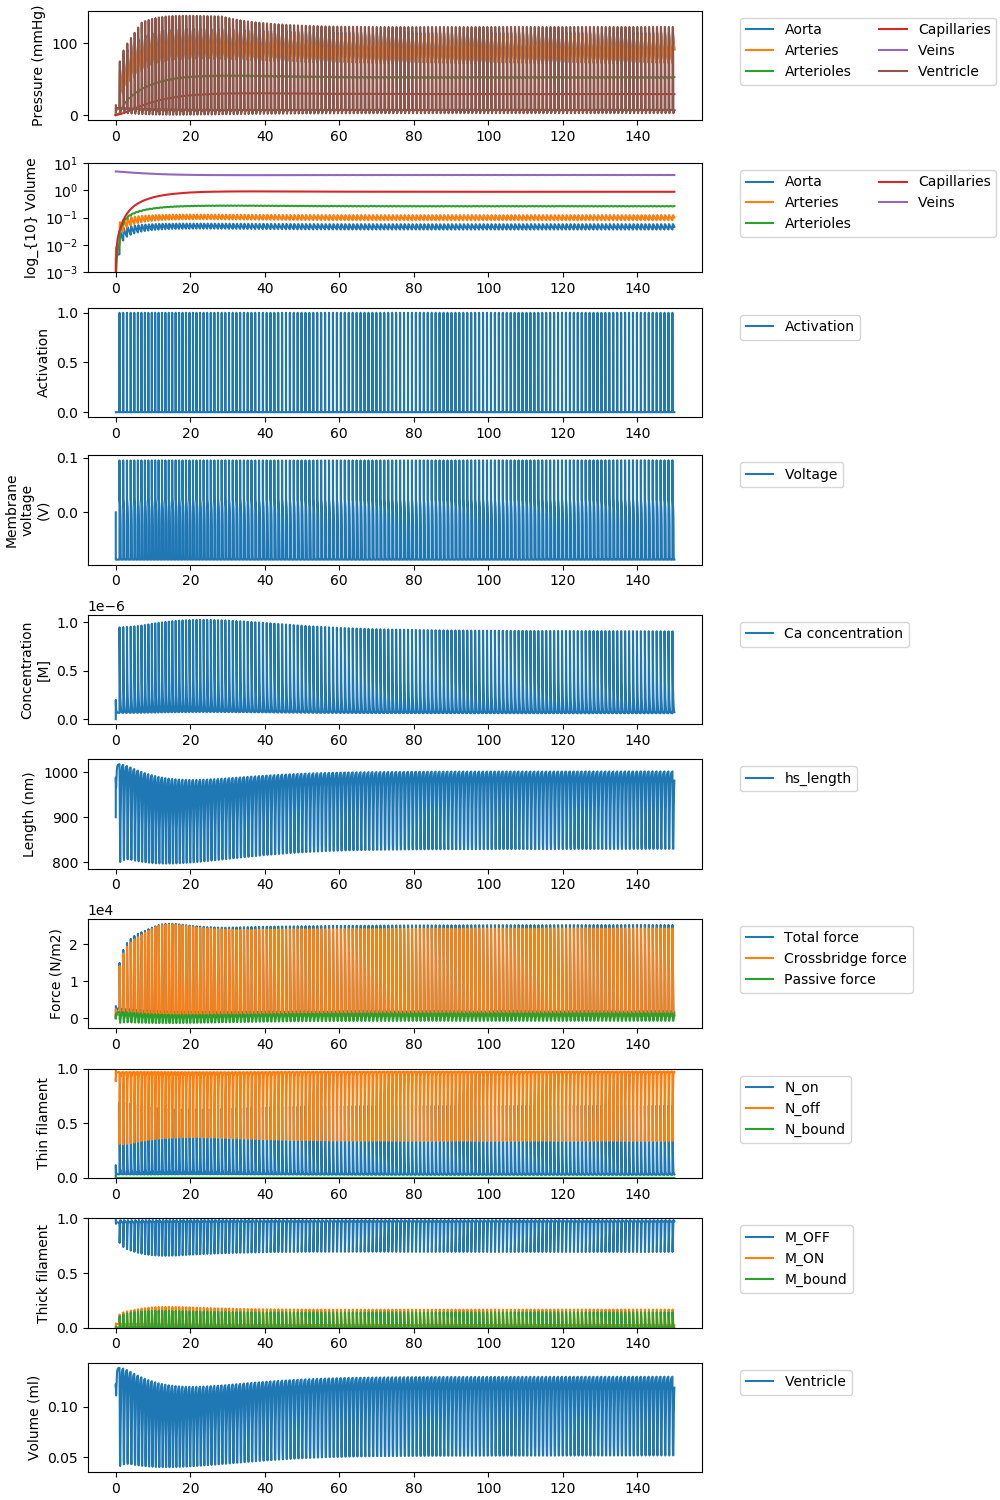 Pressure (mmHg)
100
0
0 20 40 60 80 100 120 140
Aorta Capillaries
Arteries Veins
Arterioles Ventricle
log_{10} Volume
10^1
10^0
10^−1
10^−2
10^−3
0 20 40 60 80 100 120 140
Aorta Capillaries
Arteries Veins
Arterioles
Activation
1.0
0.5
0.0
0 20 40 60 80 100 120 140
Activation
Membrane
voltage
(V)
0.1
0.0
0 20 40 60 80 100 120 140
Voltage
1e−6
Concentration
[M]
1.0
0.5
0.0
0 20 40 60 80 100 120 140
Ca concentration
Length (nm)
1000
900
800
0 20 40 60 80 100 120 140
hs_length
1e4
Force (N/m2)
2
1
0
0 20 40 60 80 100 120 140
Total force
Crossbridge force
Passive force
Thin filament
1.0
0.5
0.0
0 20 40 60 80 100 120 140
N_on
N_off
N_bound
Thick filament
1.0
0.5
0.0
0 20 40 60 80 100 120 140
M_OFF
M_ON
M_bound
Volume (ml)
0.10
0.05
0 20 40 60 80 100 120 140
Ventricle